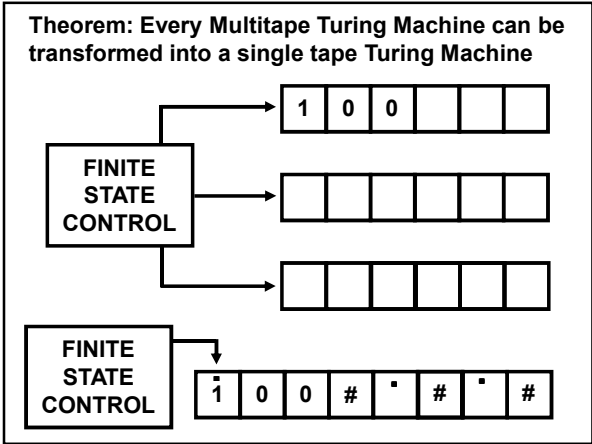 Theorem: Every Multitape Turing Machine can be
transformed into a single tape Turing Machine
1 0 0
FINITE
STATE
CONTROL
FINITE
STATE
CONTROL
1̇ 0 0 # ˙ # ˙ #